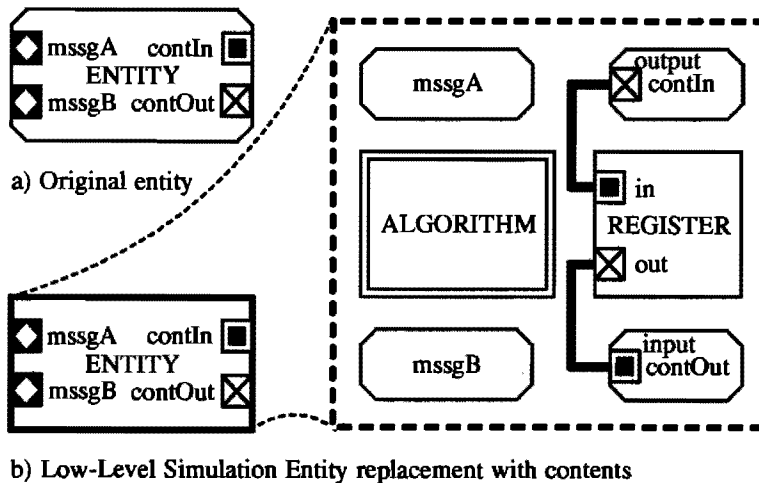 mssgA contIn
ENTITY
mssgB contOut
a) Original entity
mssgA contIn
ENTITY
mssgB contOut
mssgA
output
contIn
ALGORITHM
in
REGISTER
out
mssgB
input
contOut
b) Low-Level Simulation Entity replacement with contents